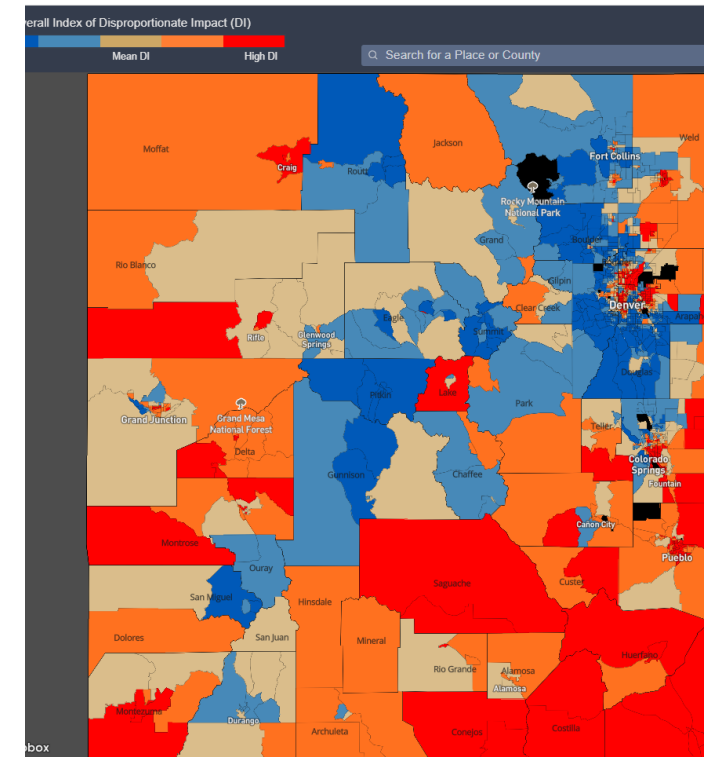 erall Index of Disproportionate Impact (DI)
Mean DI
High DI
Search for a Place or County
Moffat
Craig
Routt
Jackson
Weld
Fort Collins
Rocky Mountain
National Park
Rio Blanco
Grand
Boulder
Gilpin
Denver
Clear Creek
Arapah
Eagle
Summit
Rifle
Glenwood
Springs
Douglas
Pitkin
Lake
Park
Grand Junction
Grand Mesa
National Forest
Teller
Delta
Colorado
Springs
Gunnison
Chaffee
Fountain
Cañon City
Montrose
Pueblo
Ouray
Saguache
Custer
San Miguel
Hinsdale
Dolores
San Juan
Mineral
Huerfano
Rio Grande
Alamosa
Alamosa
Montezuma
Durango
Archuleta
Conejos
Costilla
box